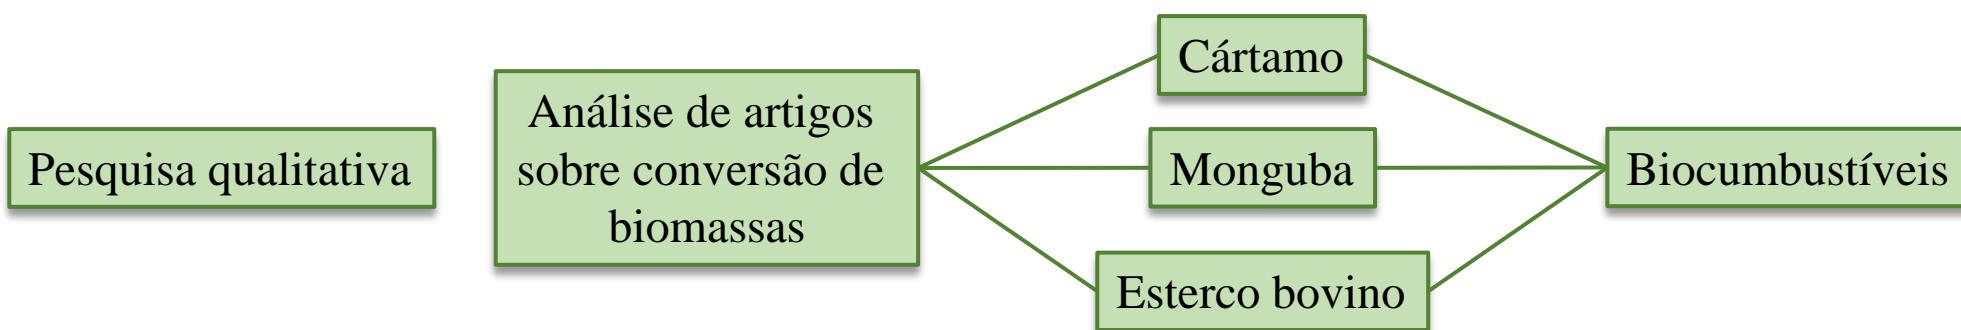 Pesquisa qualitativa
Análise de artigos
sobre conversão de
biomassas
Cártamo
Monguba
Esterco bovino
Biocumbustíveis